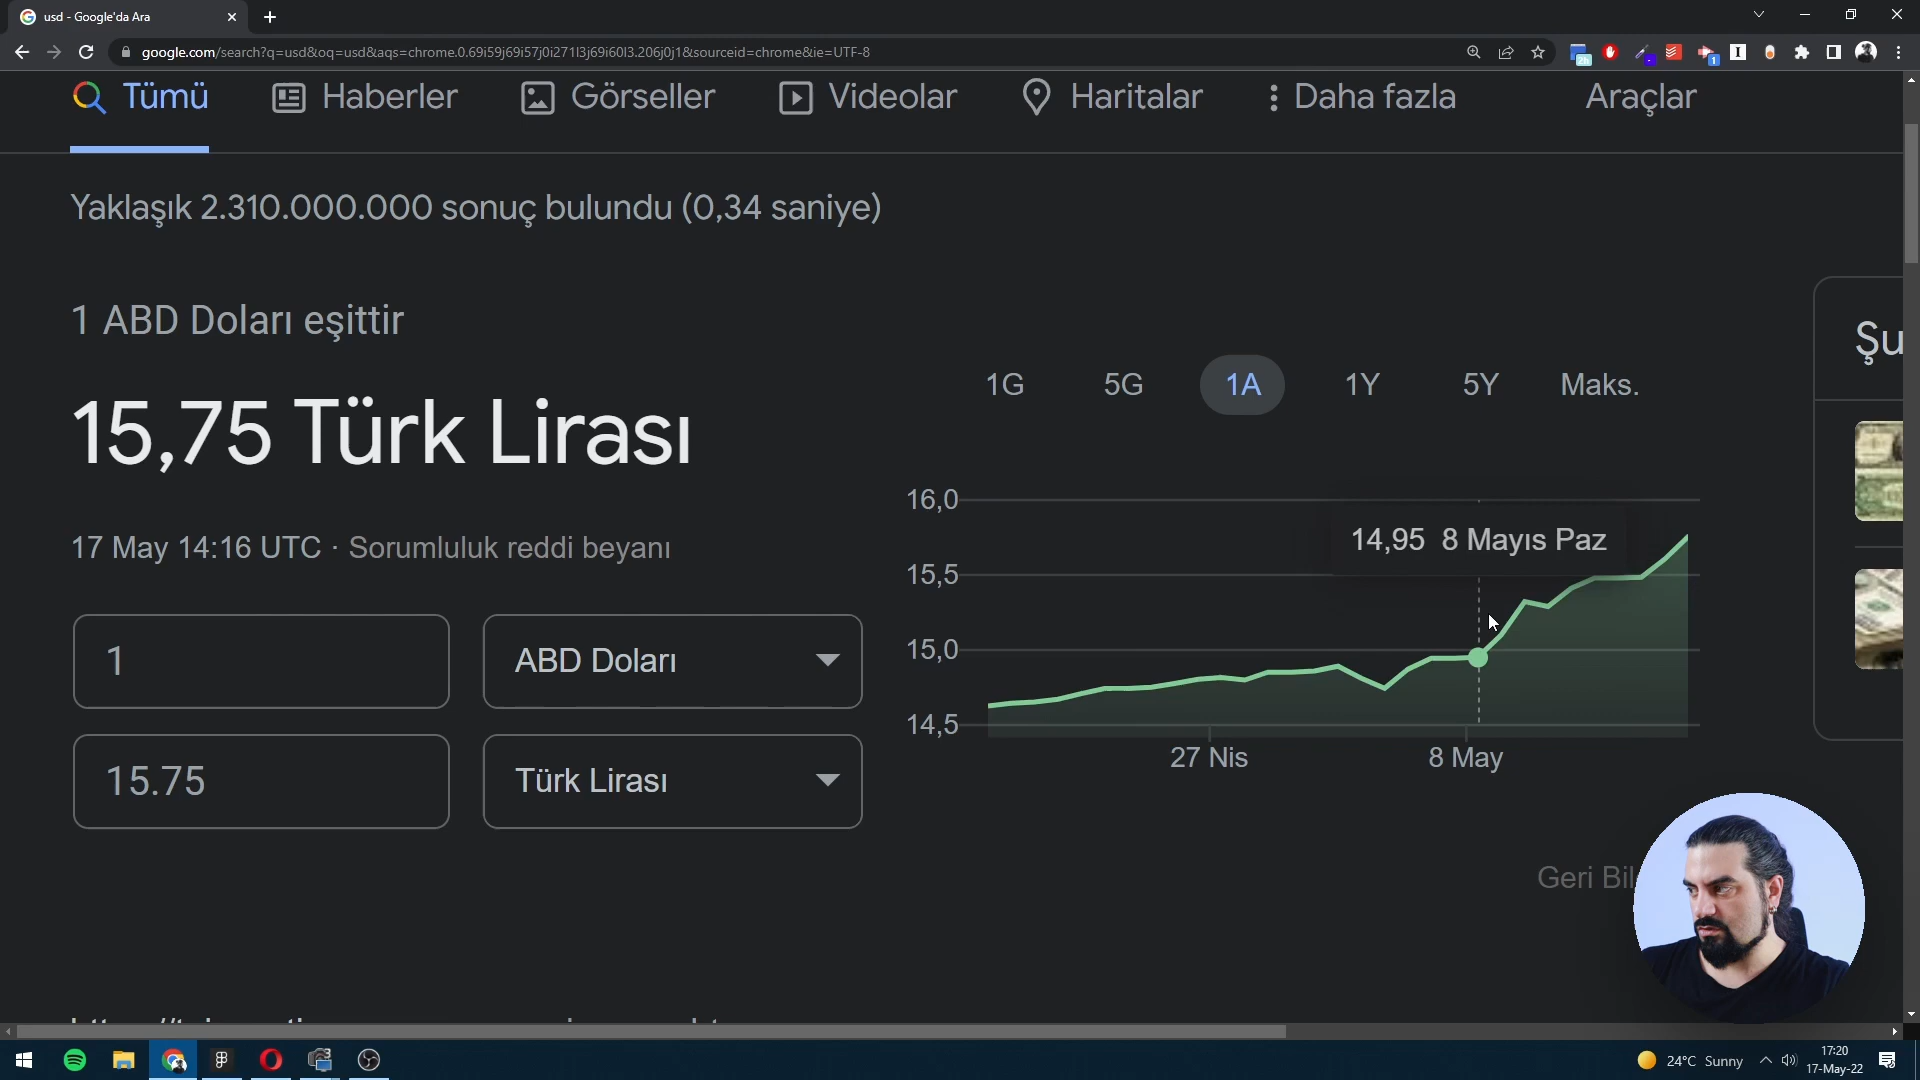 usd - Google'da Ara
google.com/search?q=usd&oq=usd&aqs=chrome.0.69i59j69i57j0i271l3j69i60l3.206j0j1&sourceid=chrome&ie=UTF-8
Tümü Haberler Görseller Videolar Haritalar Daha fazla Araçlar
Yaklaşık 2.310.000.000 sonuç bulundu (0,34 saniye)
1 ABD Doları eşittir
15,75 Türk Lirası
17 May 14:16 UTC · Sorumluluk reddi beyanı
1 ABD Doları
15.75 Türk Lirası
1G 5G 1A 1Y 5Y Maks.
16,0
14,95 8 Mayıs Paz
15,5
15,0
14,5
27 Nis 8 May
Şu
Geri Bil
24°C Sunny
17:20
17-May-22